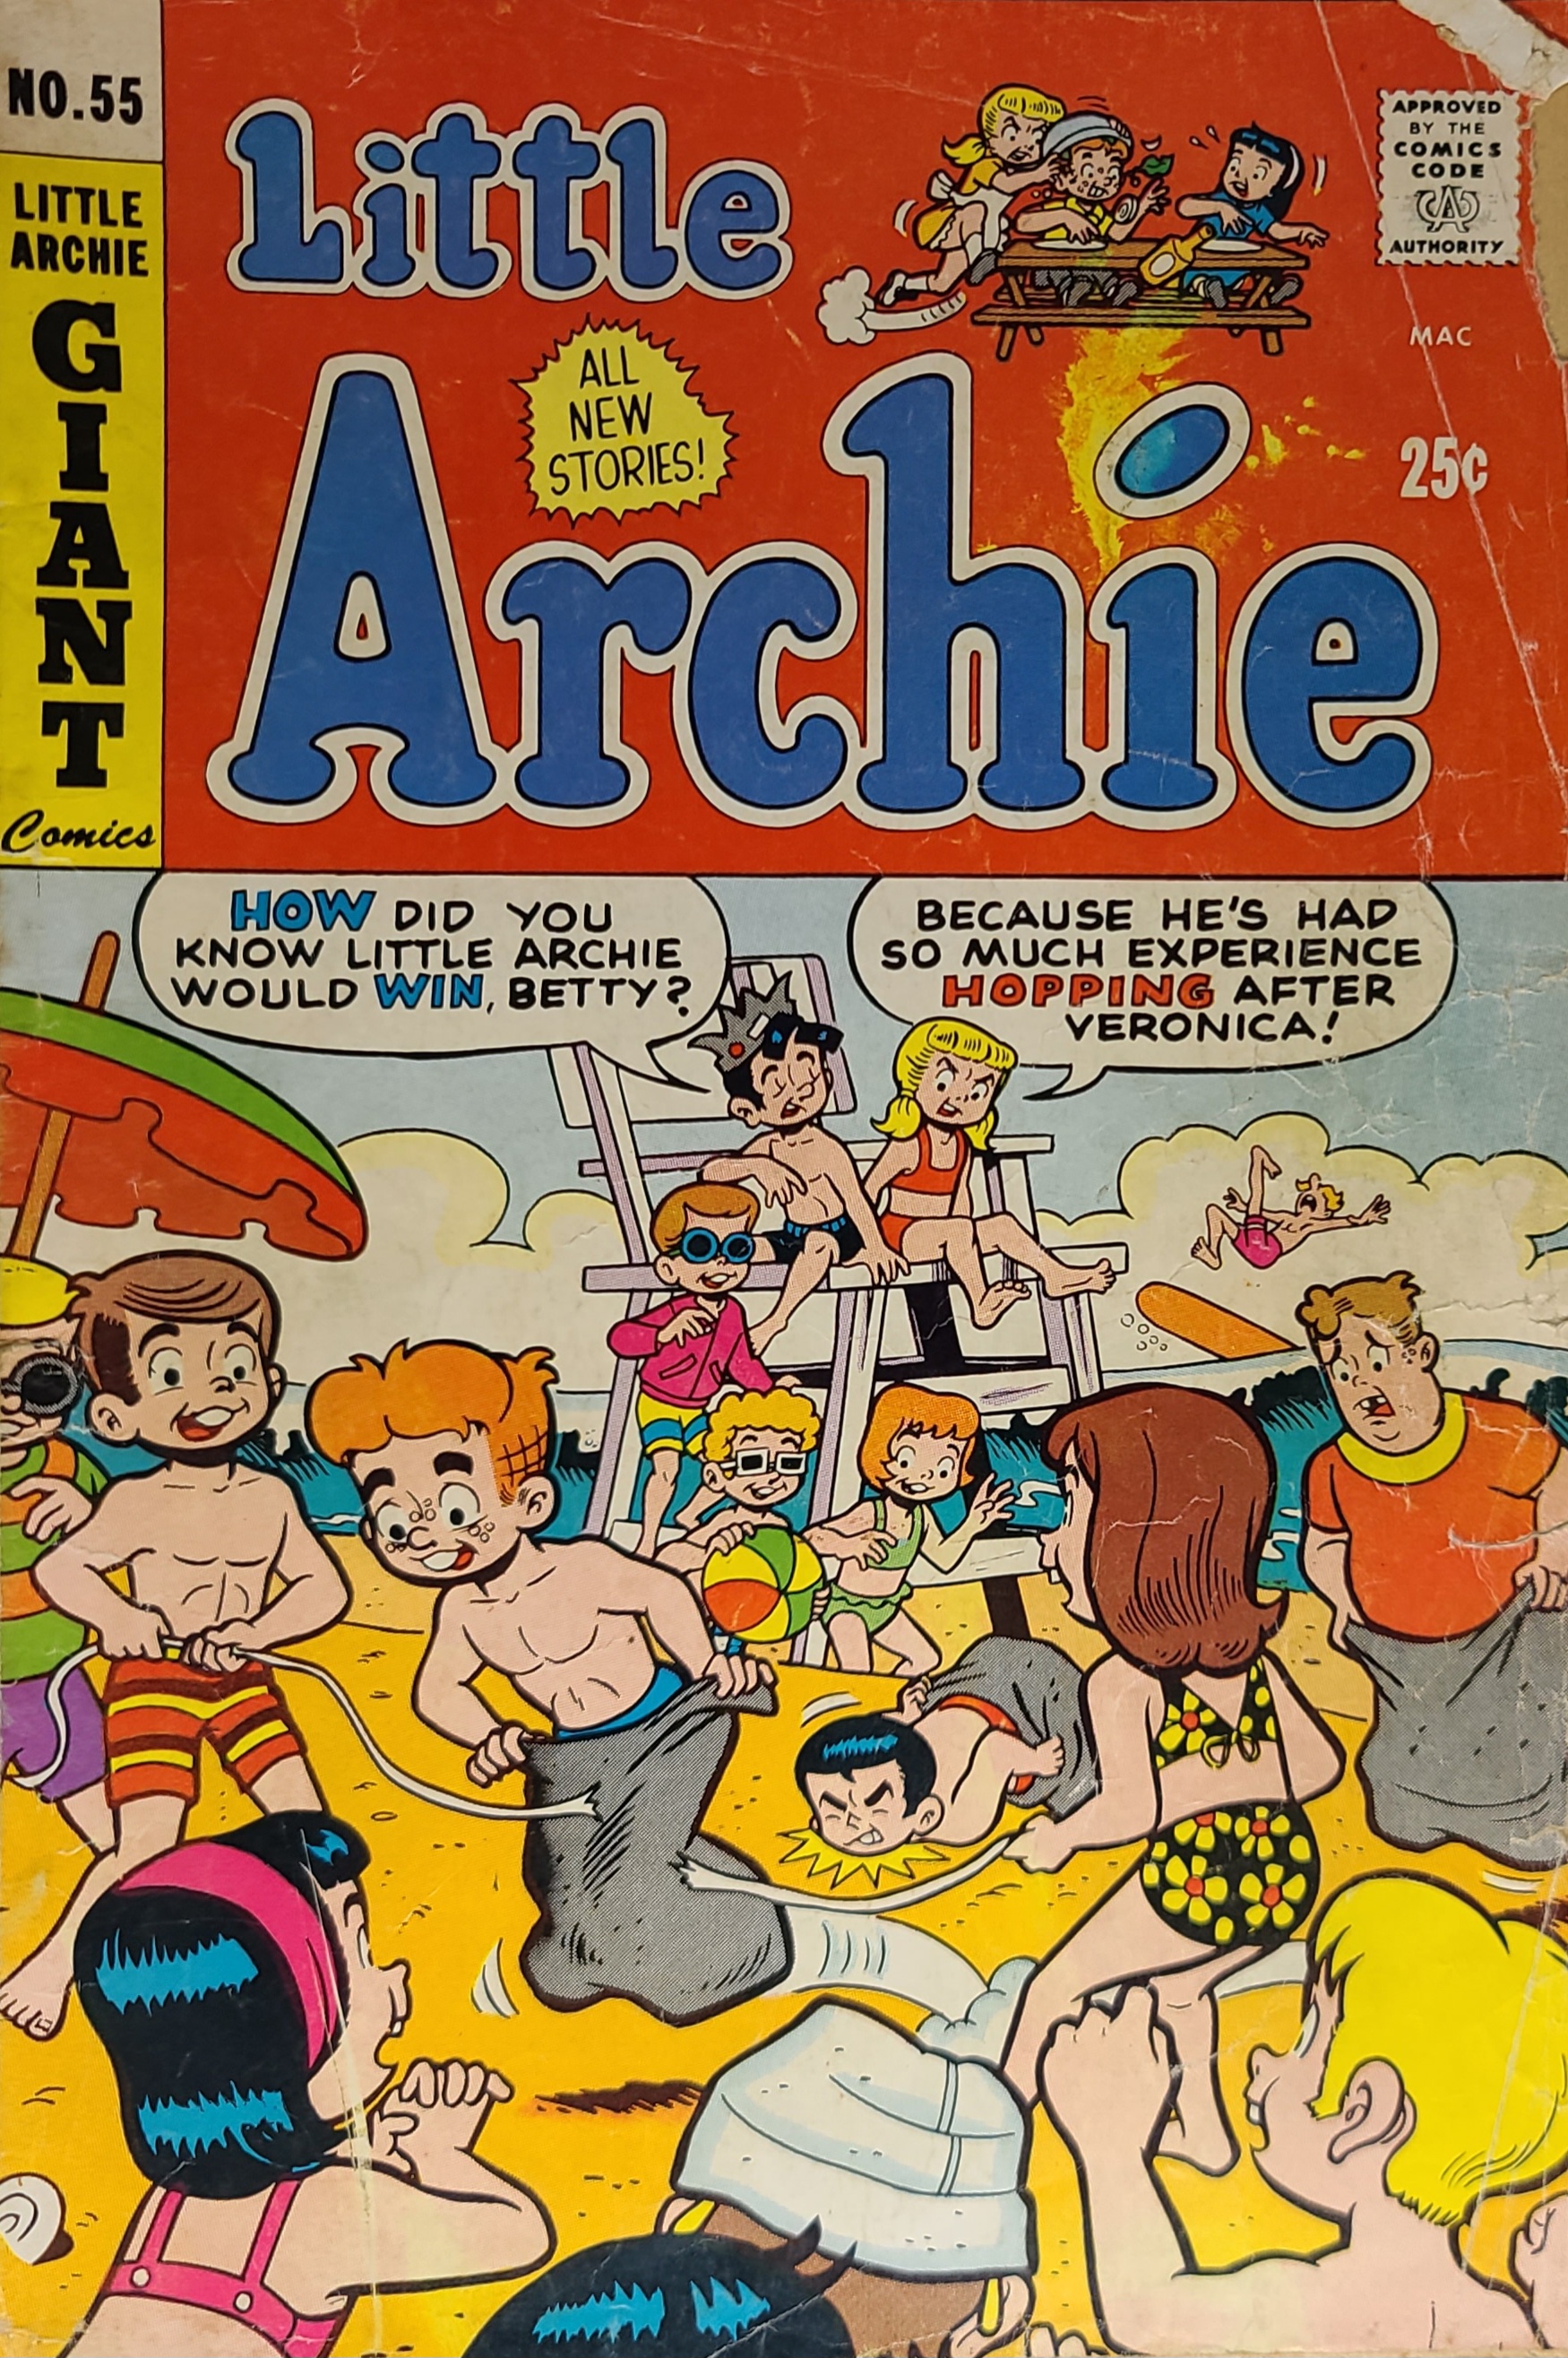 NO.55
LITTLE
ARCHIE
GIANT
Comics
Little
Archie
ALL
NEW
STORIES!
APPROVED
BY THE
COMICS
CODE
CA
AUTHORITY
MAC
25¢
HOW DID YOU
KNOW LITTLE ARCHIE
WOULD WIN, BETTY?
BECAUSE HE'S HAD
SO MUCH EXPERIENCE
HOPPING AFTER
VERONICA!